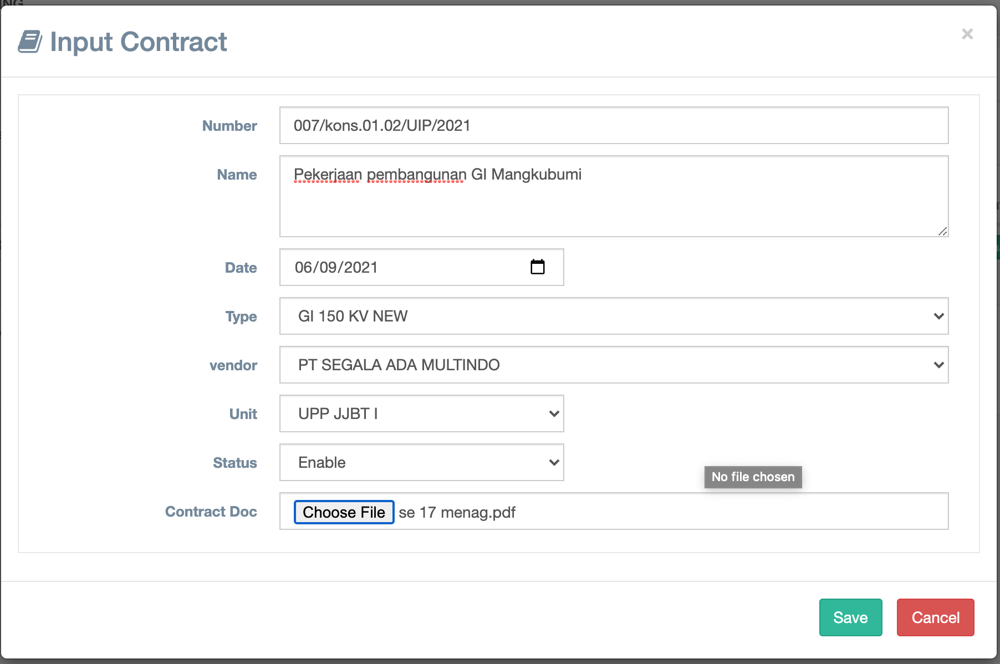 Input Contract
×
Number
007/kons.01.02/UIP/2021
Name
Pekerjaan pembangunan GI Mangkubumi
Date
06/09/2021
Type
GI 150 KV NEW
vendor
PT SEGALA ADA MULTINDO
Unit
UPP JJBT I
Status
Enable
No file chosen
Contract Doc
Choose File se 17 menag.pdf
Save
Cancel